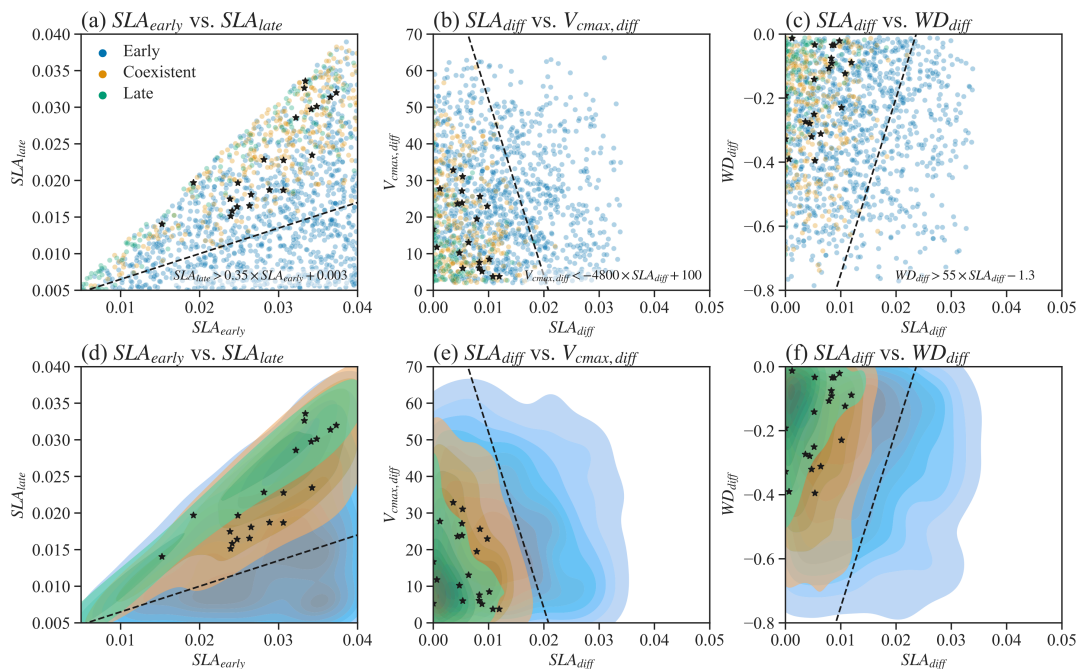 (a) SLA_early vs. SLA_late
(b) SLA_diff vs. V_cmax, diff
(c) SLA_diff vs. WD_diff
0.040
0.035
0.030
0.025
0.020
0.015
0.010
0.005
SLA_late
Early
Coexistent
Late
SLA_late > 0.35 × SLA_early + 0.003
0.01 0.02 0.03 0.04
SLA_early
70
60
50
40
30
20
10
0
V_cmax, diff
V_cmax, diff < −4800 × SLA_diff + 100
0.00 0.01 0.02 0.03 0.04 0.05
SLA_diff
0.0
−0.2
−0.4
−0.6
−0.8
WD_diff
WD_diff > 55 × SLA_diff − 1.3
0.00 0.01 0.02 0.03 0.04 0.05
SLA_diff
(d) SLA_early vs. SLA_late
(e) SLA_diff vs. V_cmax, diff
(f) SLA_diff vs. WD_diff
0.040
0.035
0.030
0.025
0.020
0.015
0.010
0.005
SLA_late
0.01 0.02 0.03 0.04
SLA_early
70
60
50
40
30
20
10
0
V_cmax, diff
0.00 0.01 0.02 0.03 0.04 0.05
SLA_diff
0.0
−0.2
−0.4
−0.6
−0.8
WD_diff
0.00 0.01 0.02 0.03 0.04 0.05
SLA_diff